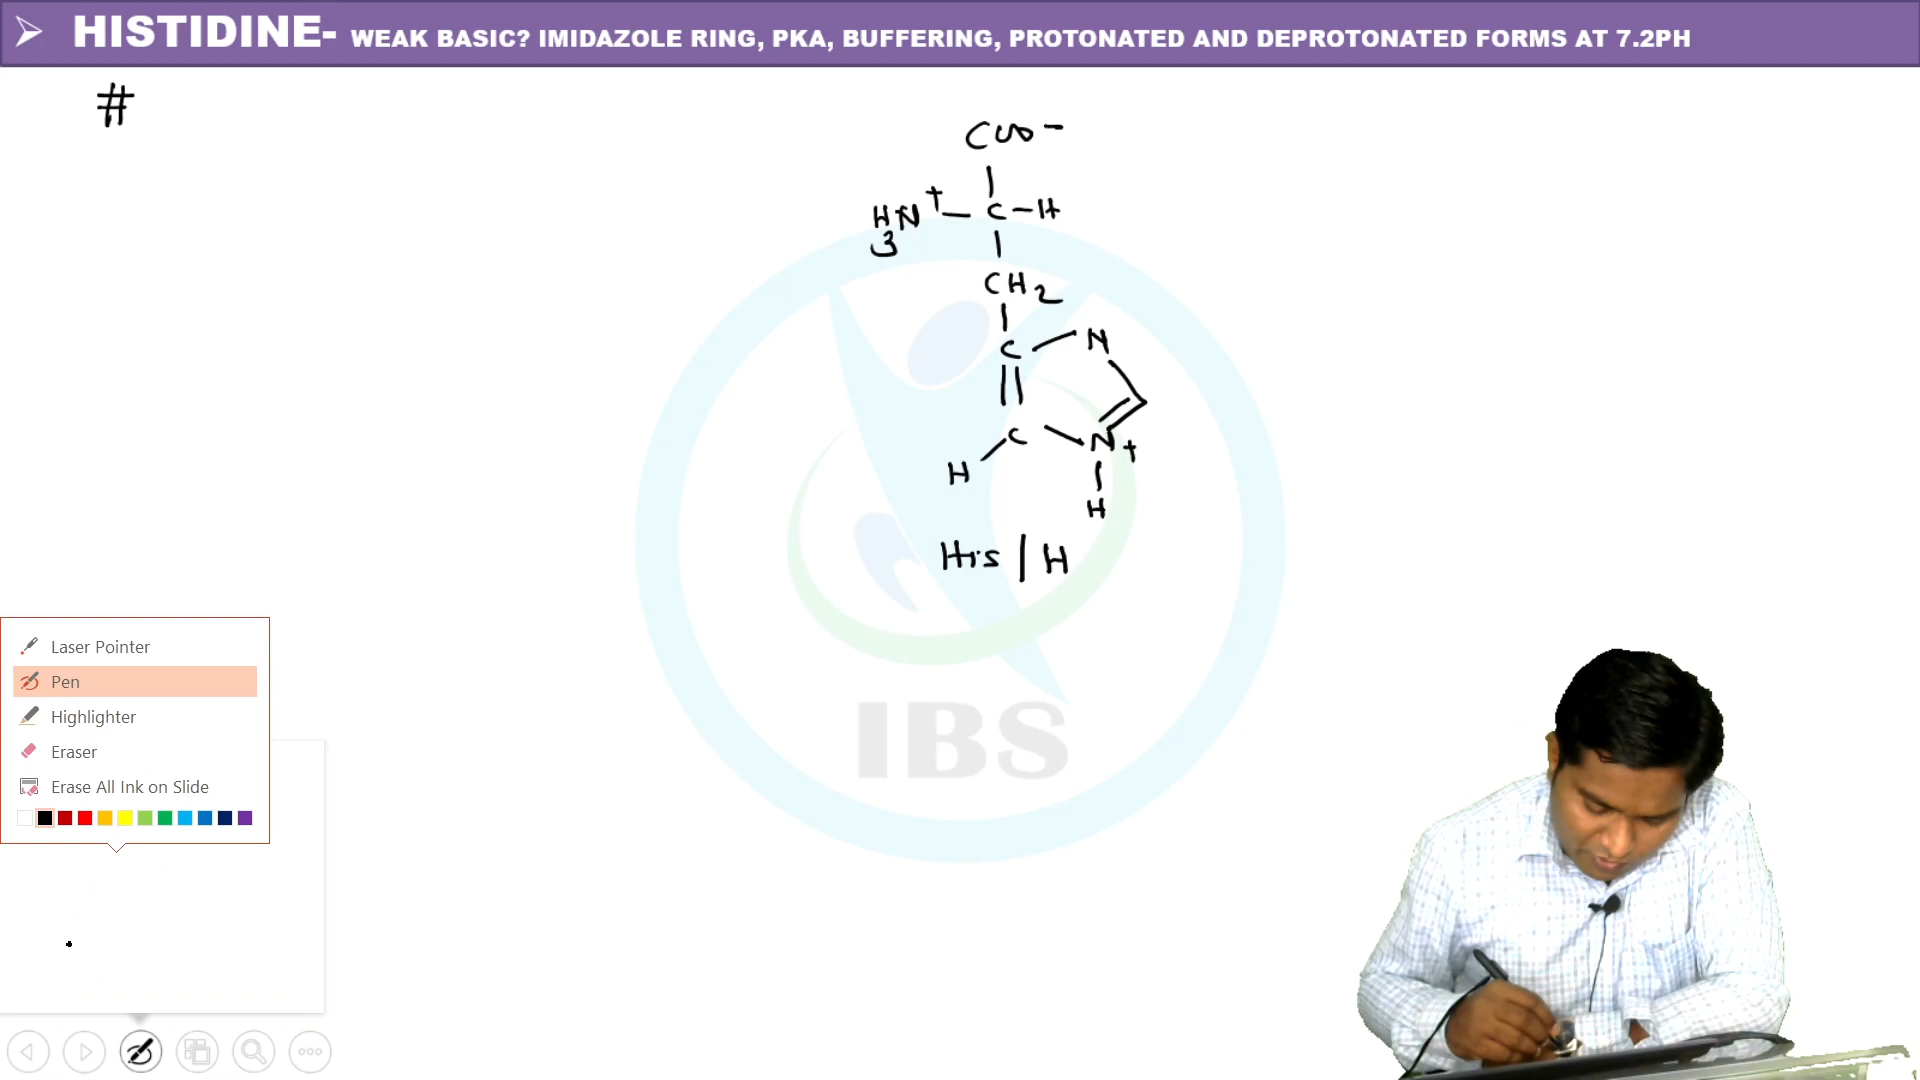 HISTIDINE- WEAK BASIC? IMIDAZOLE RING, PKA, BUFFERING, PROTONATED AND DEPROTONATED FORMS AT 7.2PH
#
COO -
H3N + - C - H
CH2
C N
C N +
H
H
His | H
IBS
Laser Pointer
Pen
Highlighter
Eraser
Erase All Ink on Slide